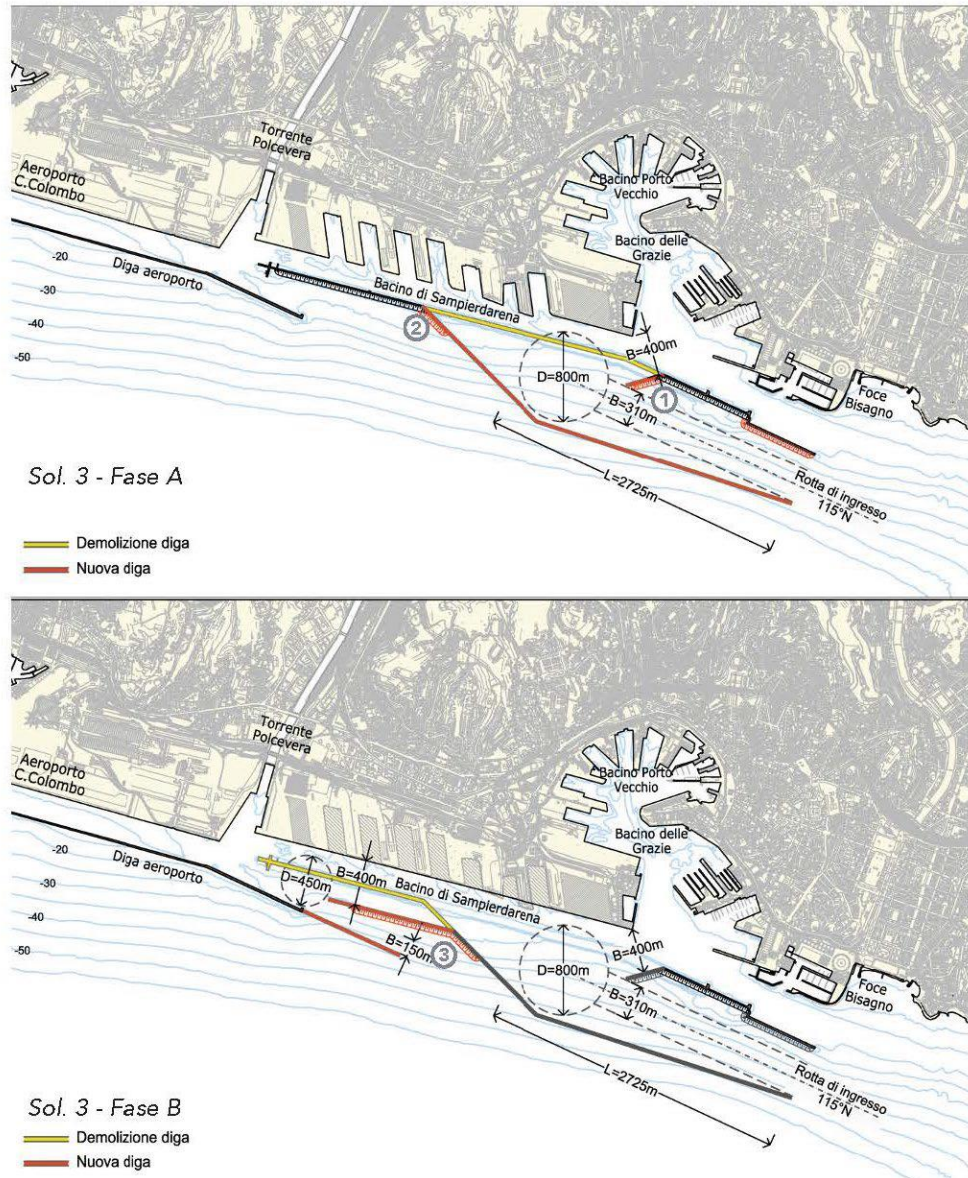 Torrente
Polcevera
Aeroporto
C.Colombo
Bacino Porto
Vecchio
Bacino delle
Grazie
-20
Diga aeroporto
-30
Bacino di Sampierdarena
-40
2
B=400m
-50
D=800m
1
B=310m
Foce
Bisagno
L=2725m
Rotta di ingresso
115°N
Sol. 3 - Fase A
Demolizione diga
Nuova diga
Torrente
Polcevera
Aeroporto
C.Colombo
Bacino Porto
Vecchio
Bacino delle
Grazie
-20
Diga aeroporto
B=400m
D=450m
-30
Bacino di Sampierdarena
-40
B=150m
3
-50
B=400m
D=800m
B=310m
Foce
Bisagno
L=2725m
Rotta di ingresso
115°N
Sol. 3 - Fase B
Demolizione diga
Nuova diga